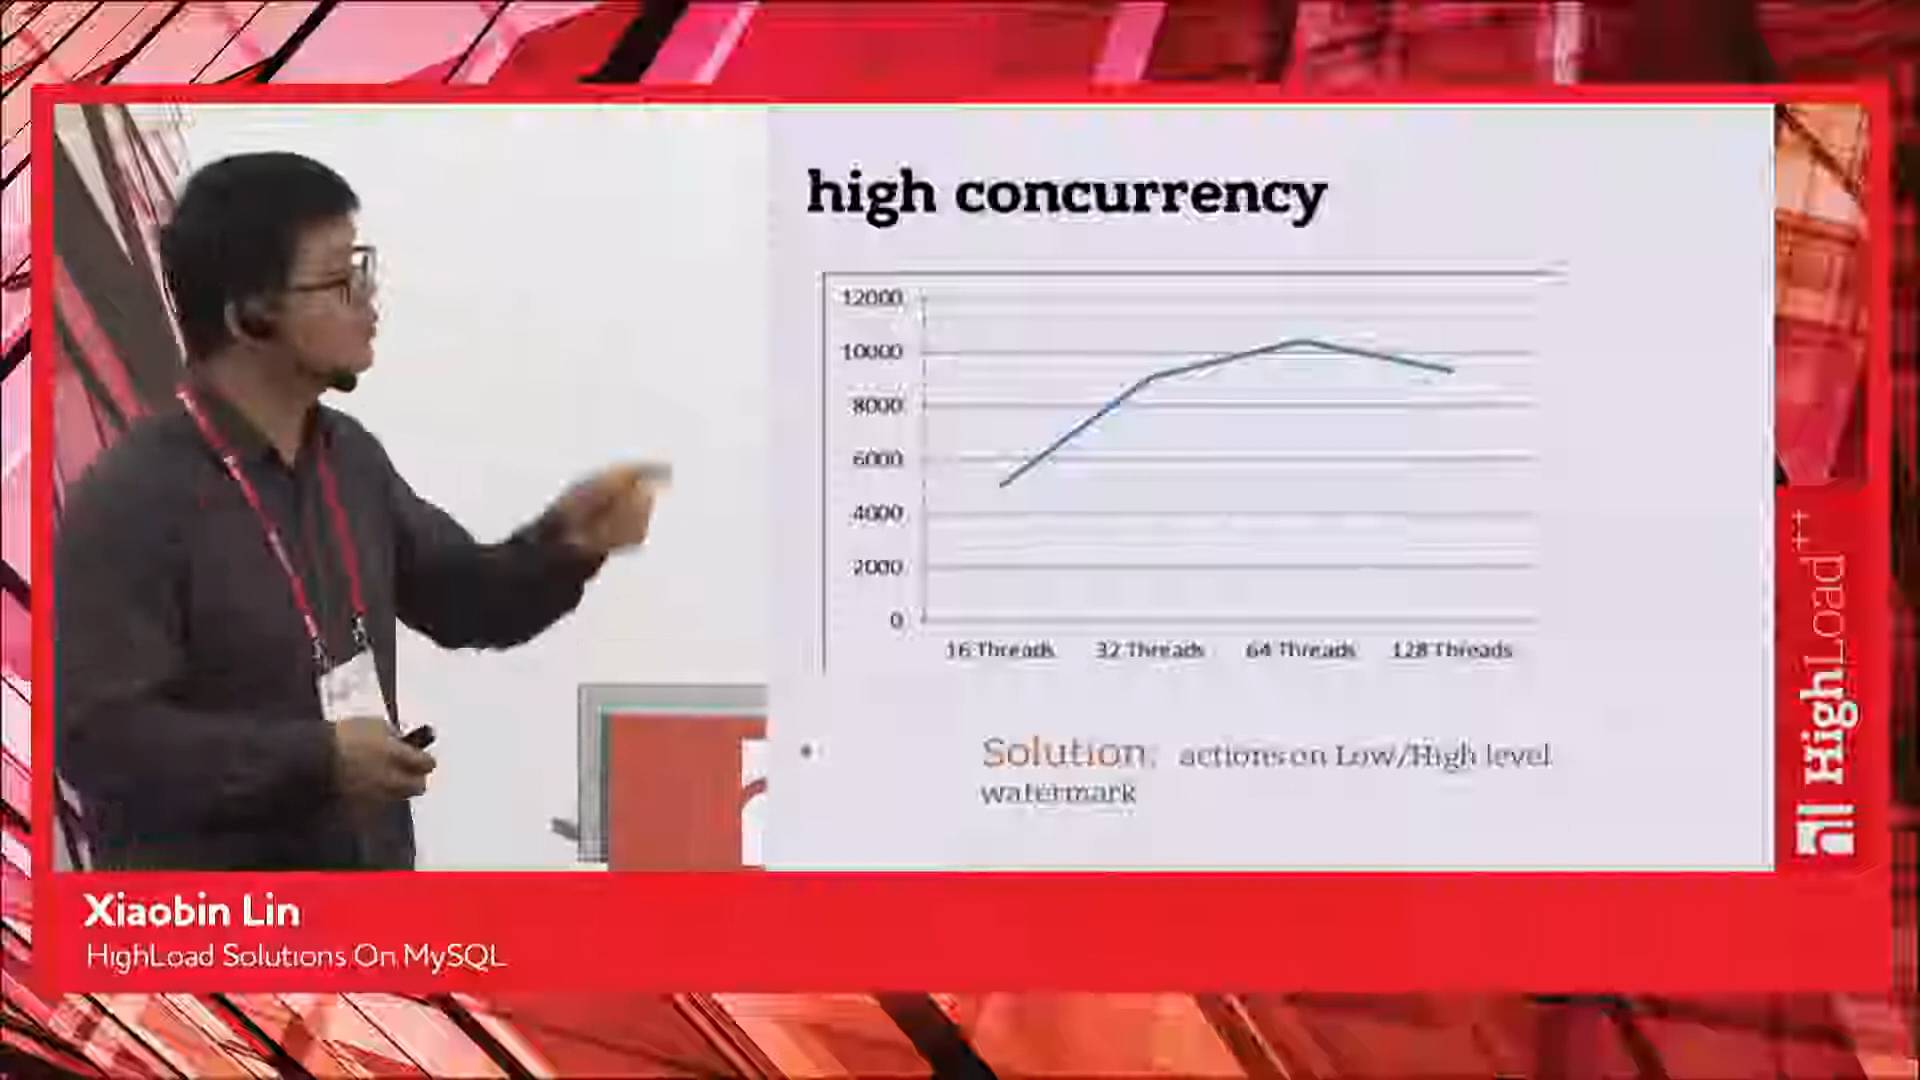 high concurrency
12000
10000
8000
6000
4000
2000
0
16 Threads
32 Threads
64 Threads
128 Threads
• Solution: actions on Low/High level
watermark
HighLoad++
Xiaobin Lin
HighLoad Solutions On MySQL